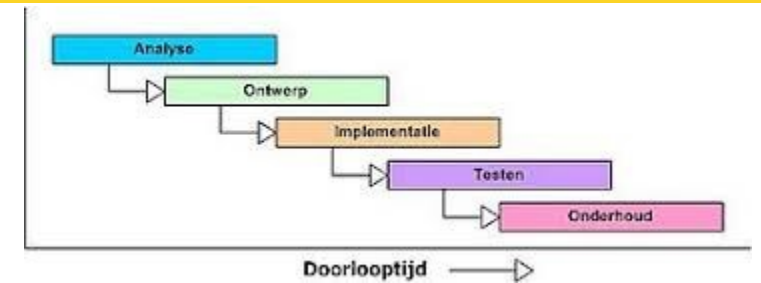 Analyse
Ontwerp
Implementatie
Testen
Onderhoud
Doorlooptijd